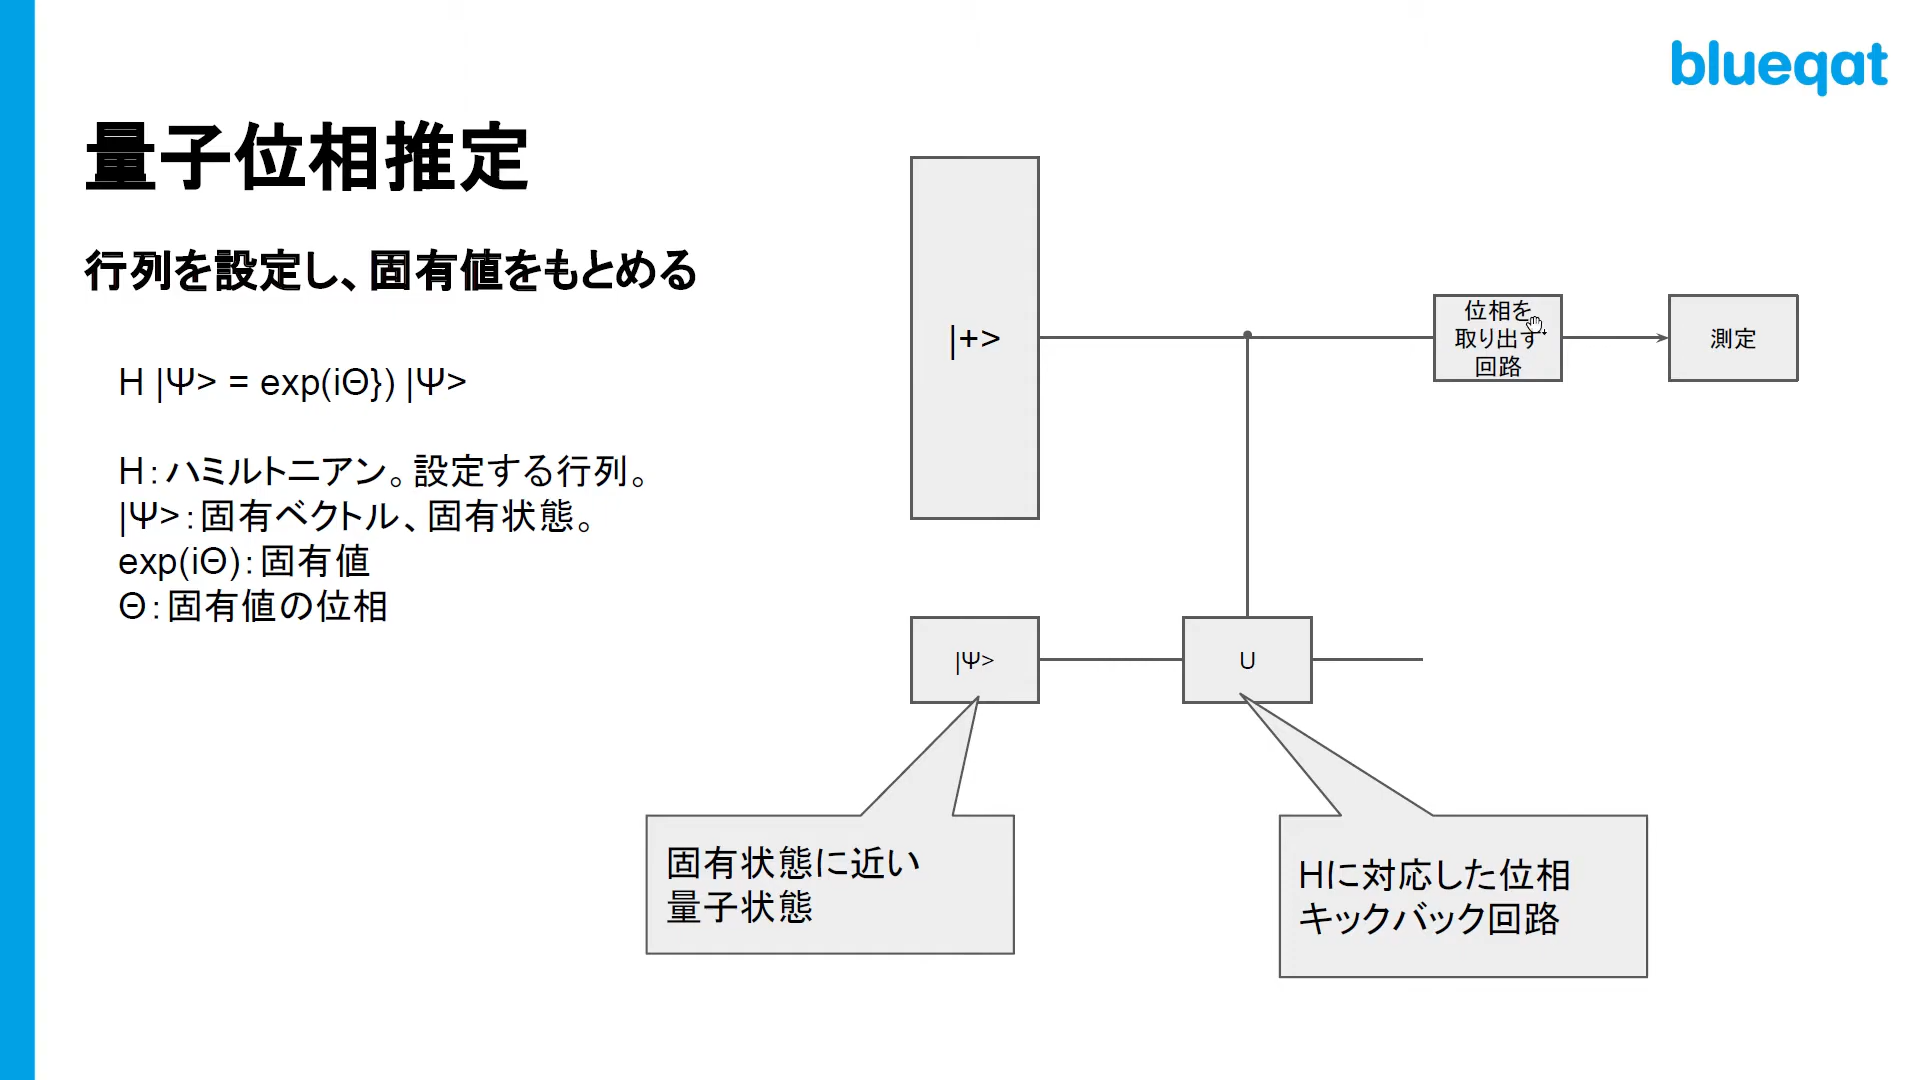 blueqat
量子位相推定
行列を設定し、固有値をもとめる
H |Ψ> = exp(iΘ}) |Ψ>
H：ハミルトニアン。設定する行列。
|Ψ>：固有ベクトル、固有状態。
exp(iΘ)：固有値
Θ：固有値の位相
|+>
位相を
取り出す
回路
測定
|Ψ>
U
固有状態に近い
量子状態
Hに対応した位相
キックバック回路